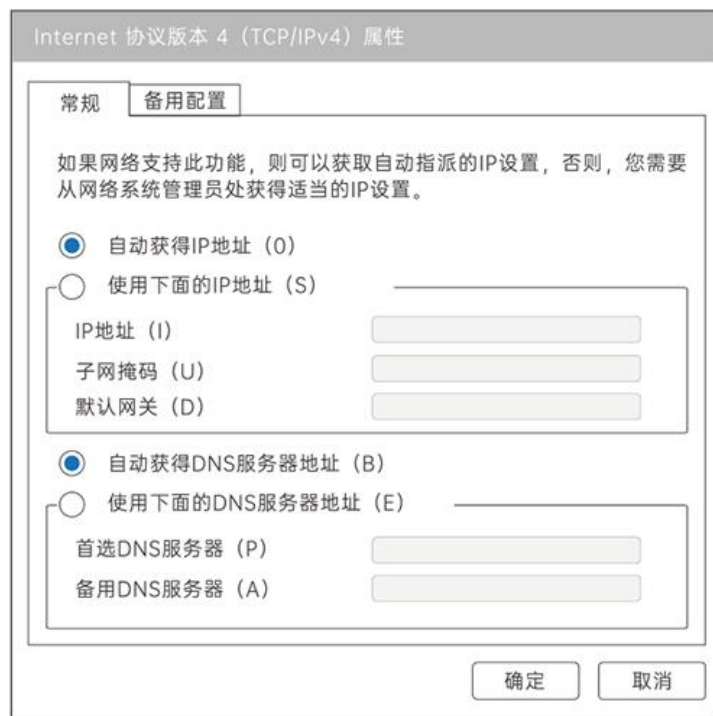 Internet 协议版本 4（TCP/IPv4）属性
常规
备用配置
如果网络支持此功能，则可以获取自动指派的IP设置，否则，您需要
从网络系统管理员处获得适当的IP设置。
自动获得IP地址（0）
使用下面的IP地址（S）
IP地址（I）
子网掩码（U）
默认网关（D）
自动获得DNS服务器地址（B）
使用下面的DNS服务器地址（E）
首选DNS服务器（P）
备用DNS服务器（A）
确定
取消